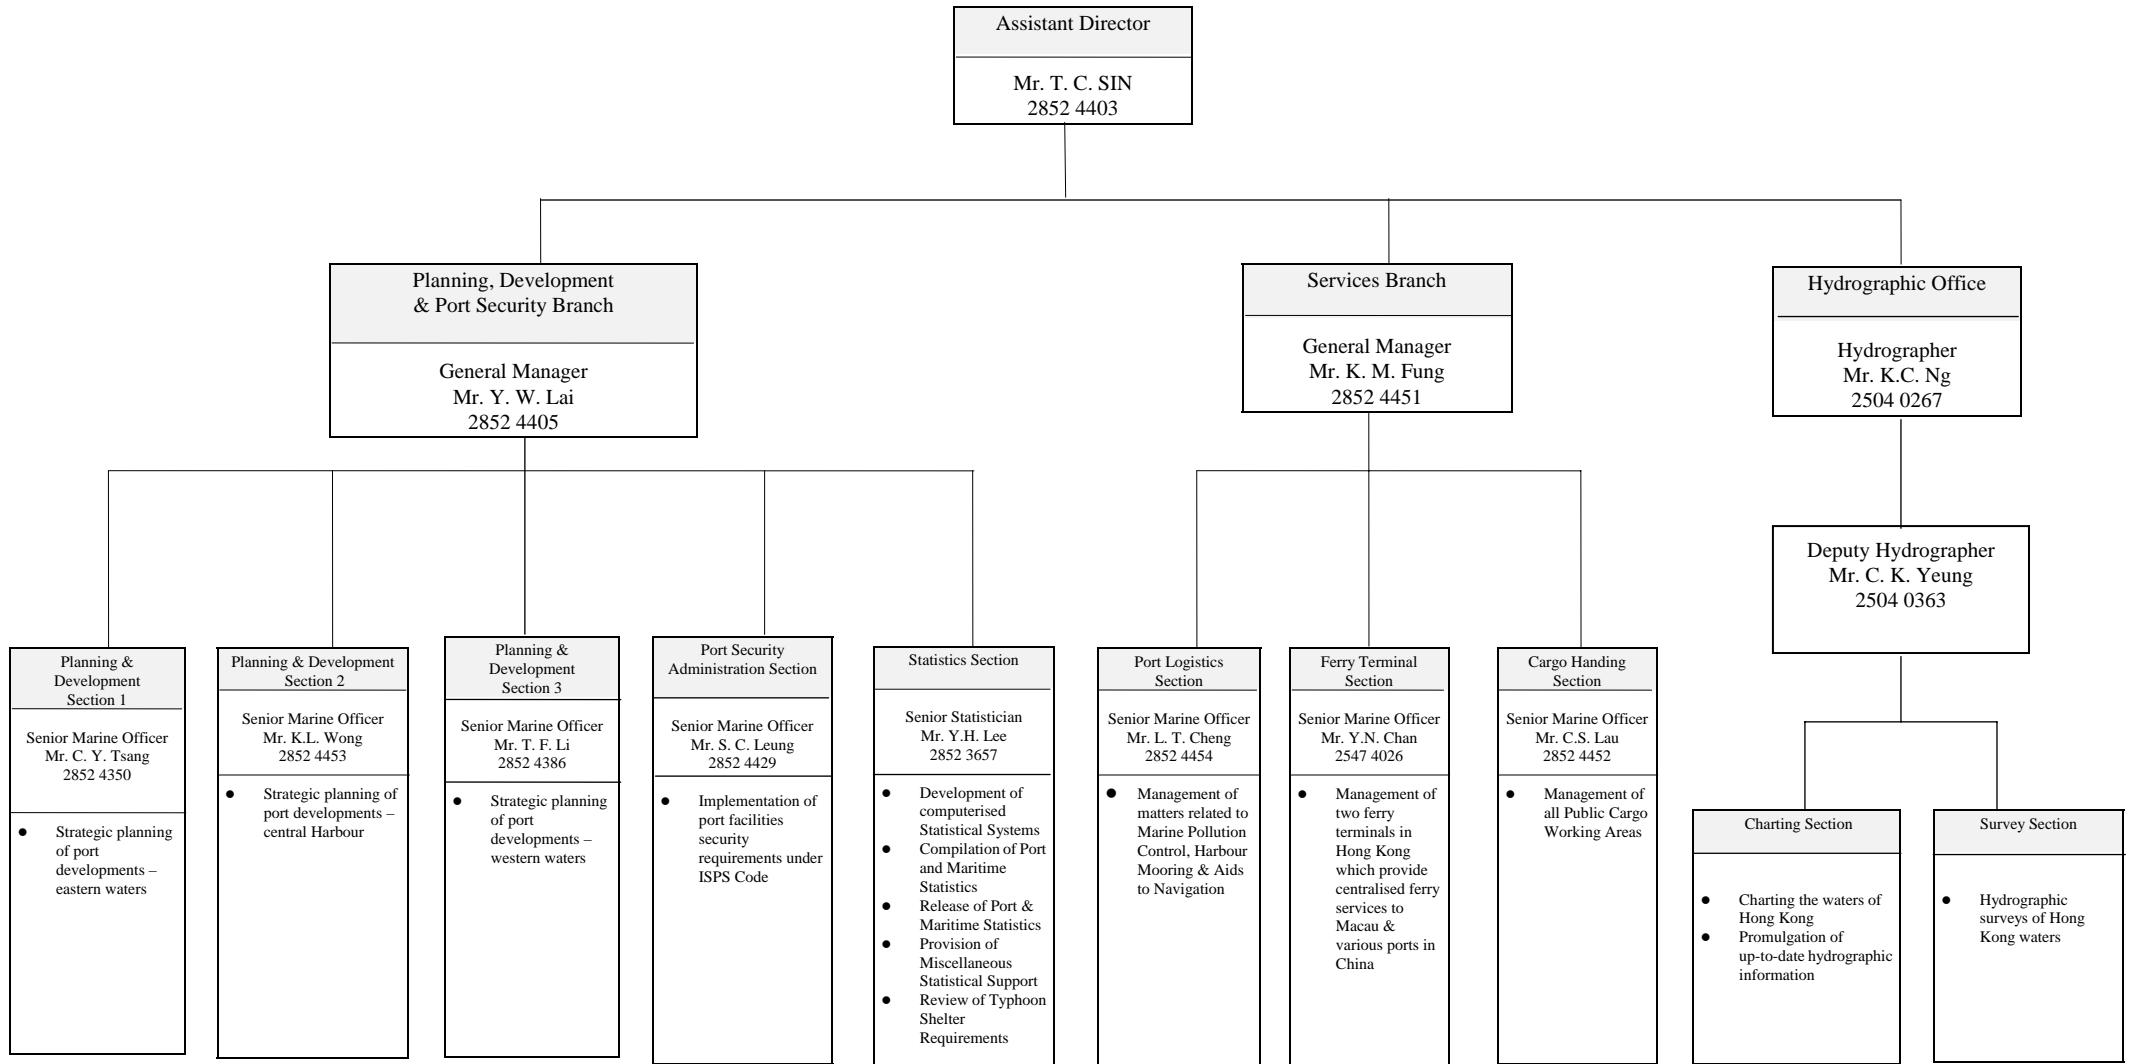 Assistant Director
Mr. T. C. SIN
2852 4403
Planning, Development
& Port Security Branch
General Manager
Mr. Y. W. Lai
2852 4405
Services Branch
General Manager
Mr. K. M. Fung
2852 4451
Hydrographic Office
Hydrographer
Mr. K.C. Ng
2504 0267
Deputy Hydrographer
Mr. C. K. Yeung
2504 0363
Planning &
Development
Section 1
Senior Marine Officer
Mr. C. Y. Tsang
2852 4350
● Strategic planning
of port
developments –
eastern waters
Planning & Development
Section 2
Senior Marine Officer
Mr. K.L. Wong
2852 4453
● Strategic planning of
port developments –
central Harbour
Planning &
Development
Section 3
Senior Marine Officer
Mr. T. F. Li
2852 4386
● Strategic planning
of port
developments –
western waters
Port Security
Administration Section
Senior Marine Officer
Mr. S. C. Leung
2852 4429
● Implementation of
port facilities
security
requirements under
ISPS Code
Statistics Section
Senior Statistician
Mr. Y.H. Lee
2852 3657
● Development of
computerised
Statistical Systems
● Compilation of Port
and Maritime
Statistics
● Release of Port &
Maritime Statistics
● Provision of
Miscellaneous
Statistical Support
● Review of Typhoon
Shelter
Requirements
Port Logistics
Section
Senior Marine Officer
Mr. L. T. Cheng
2852 4454
● Management of
matters related to
Marine Pollution
Control, Harbour
Mooring & Aids
to Navigation
Ferry Terminal
Section
Senior Marine Officer
Mr. Y.N. Chan
2547 4026
● Management of
two ferry
terminals in
Hong Kong
which provide
centralised ferry
services to
Macau &
various ports in
China
Cargo Handing
Section
Senior Marine Officer
Mr. C.S. Lau
2852 4452
● Management of
all Public Cargo
Working Areas
Charting Section
● Charting the waters of
Hong Kong
● Promulgation of
up-to-date hydrographic
information
Survey Section
● Hydrographic
surveys of Hong
Kong waters